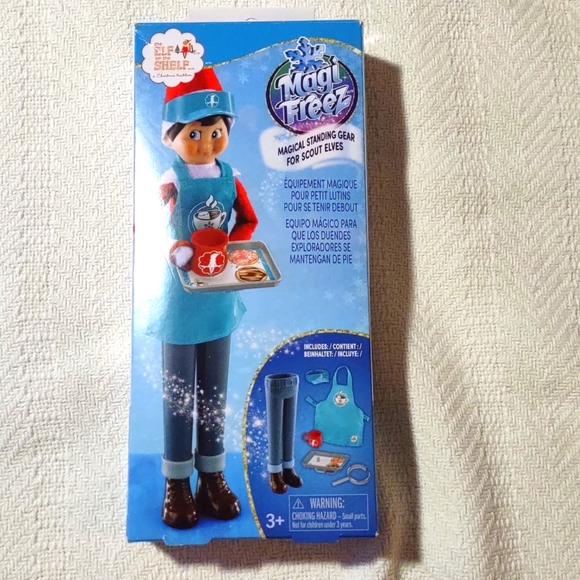 The
ELF
on the
SHELF
a Christmas tradition
Magi
Freez
MAGICAL STANDING GEAR
FOR SCOUT ELVES
ÉQUIPEMENT MAGIQUE
POUR PETIT LUTINS
POUR SE TENIR DEBOUT
EQUIPO MÁGICO PARA
QUE LOS DUENDES
EXPLORADORES SE
MANTENGAN DE PIE
INCLUDES: / CONTIENT : /
BEINHALTET: / INCLUYE: /
3+
WARNING:
CHOKING HAZARD – Small parts.
Not for children under 3 years.